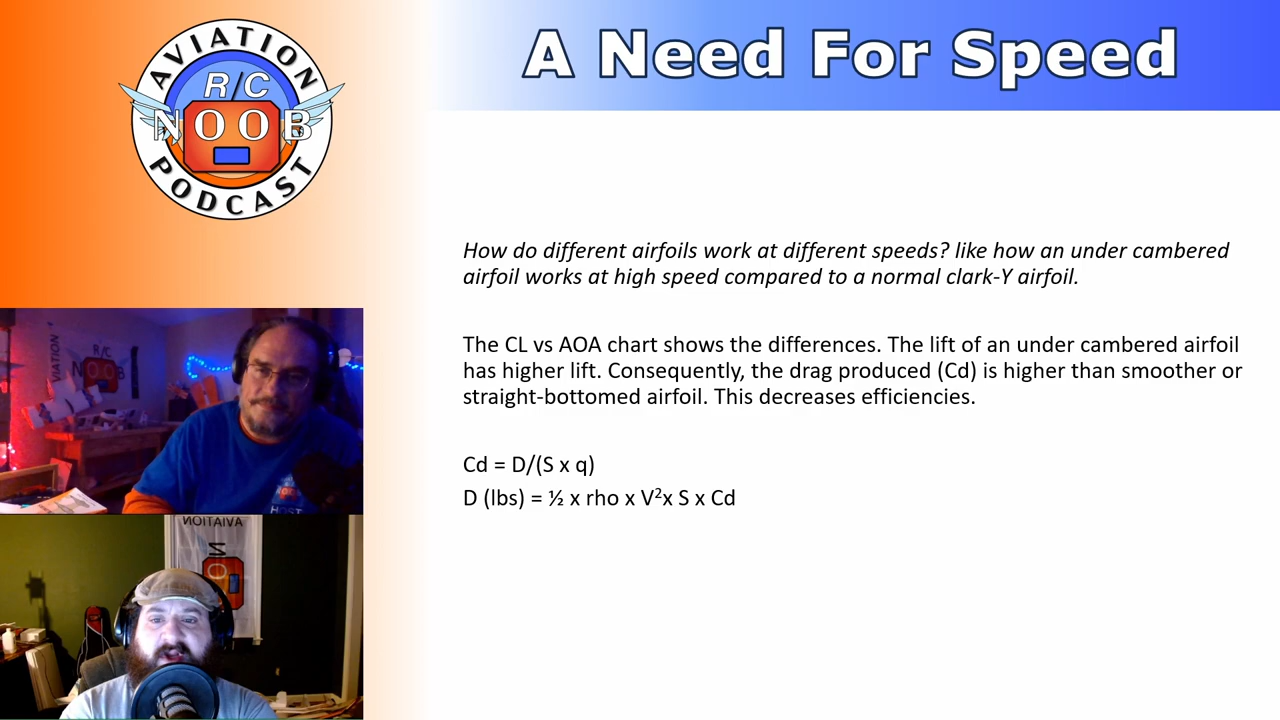 AVIATION
R/C
NOOB
PODCAST
A Need For Speed
How do different airfoils work at different speeds? like how an under cambered
airfoil works at high speed compared to a normal clark-Y airfoil.
The CL vs AOA chart shows the differences. The lift of an under cambered airfoil
has higher lift. Consequently, the drag produced (Cd) is higher than smoother or
straight-bottomed airfoil. This decreases efficiencies.
Cd = D/(S x q)
D (lbs) = ½ x rho x V²x S x Cd
R/C
HOST
AVIATION